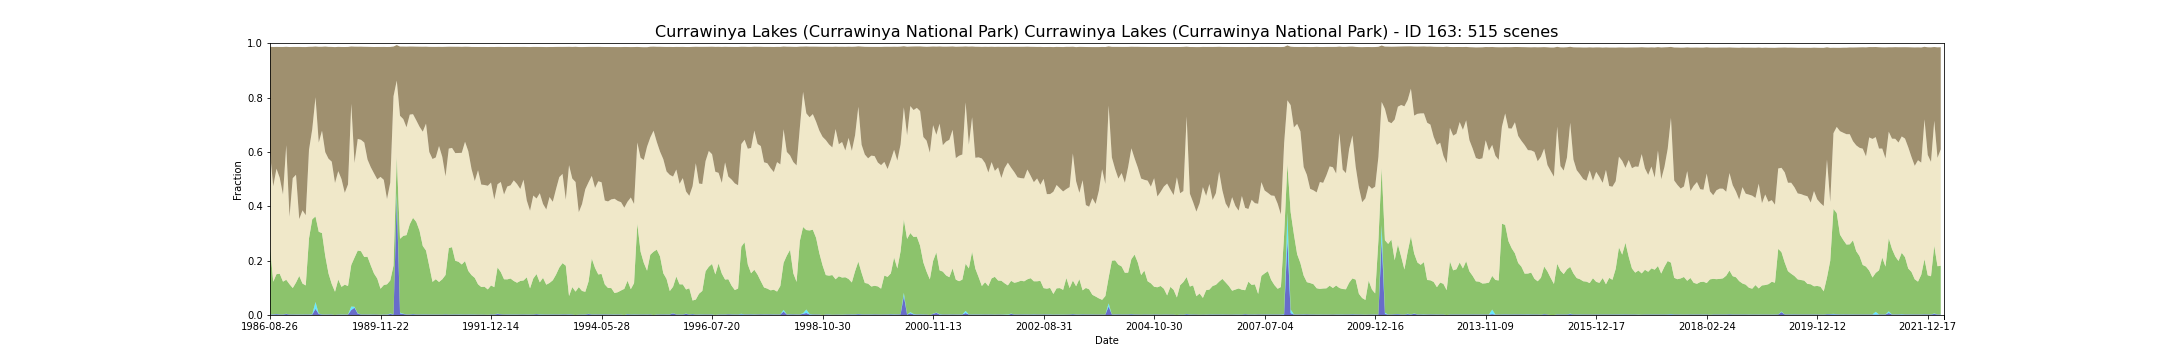 Currawinya Lakes (Currawinya National Park) Currawinya Lakes (Currawinya National Park) - ID 163: 515 scenes
1.0
0.8
0.6
0.4
0.2
0.0
Fraction
1986-08-26 1989-11-22 1991-12-14 1994-05-28 1996-07-20 1998-10-30 2000-11-13 2002-08-31 2004-10-30 2007-07-04 2009-12-16 2013-11-09 2015-12-17 2018-02-24 2019-12-12 2021-12-17
Date